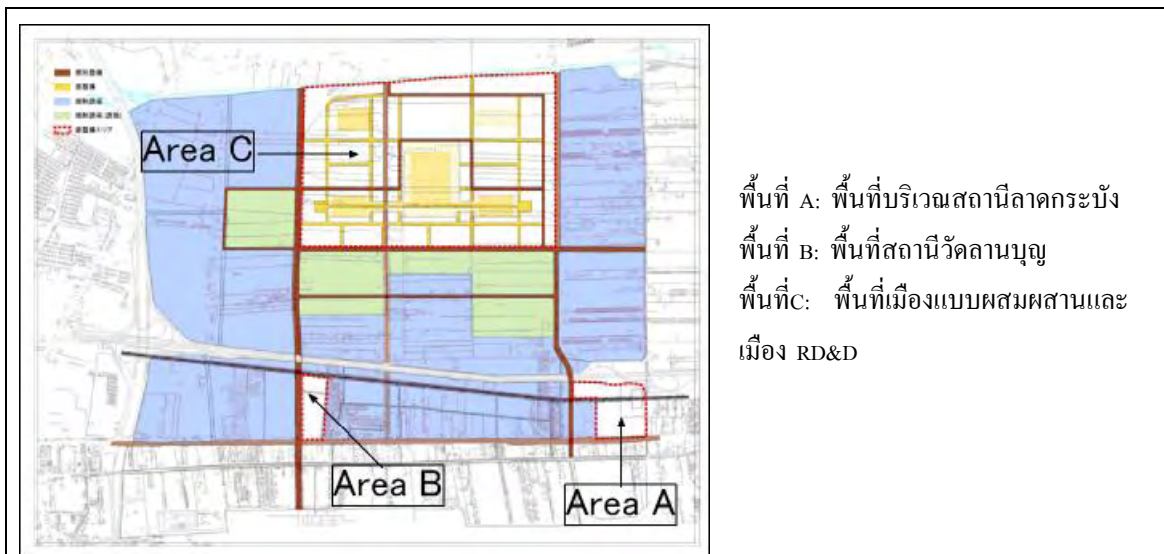 Area C
Area B
Area A
พื้นที่ A: พื้นที่บริเวณสถานีลาดกระบัง
พื้นที่ B: พื้นที่สถานีวัดลานบุญ
พื้นที่C: พื้นที่เมืองแบบผสมผสานและ
เมือง RD&D